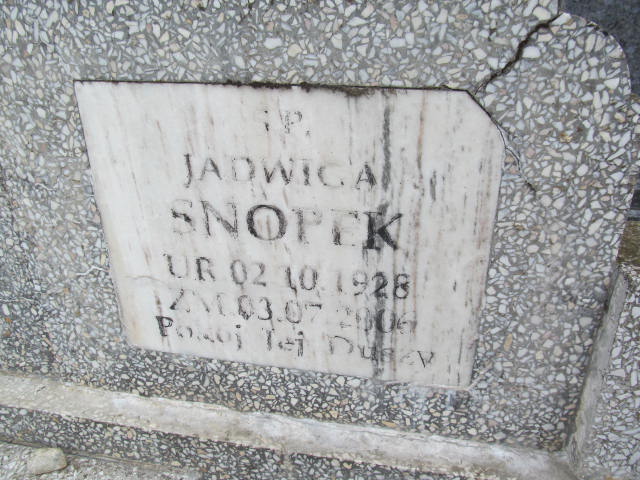 ŚP.
JADWIGA
SNOPEK
UR 02.10.1928
ZM.03.07.2006
Pokój Jej Duszy